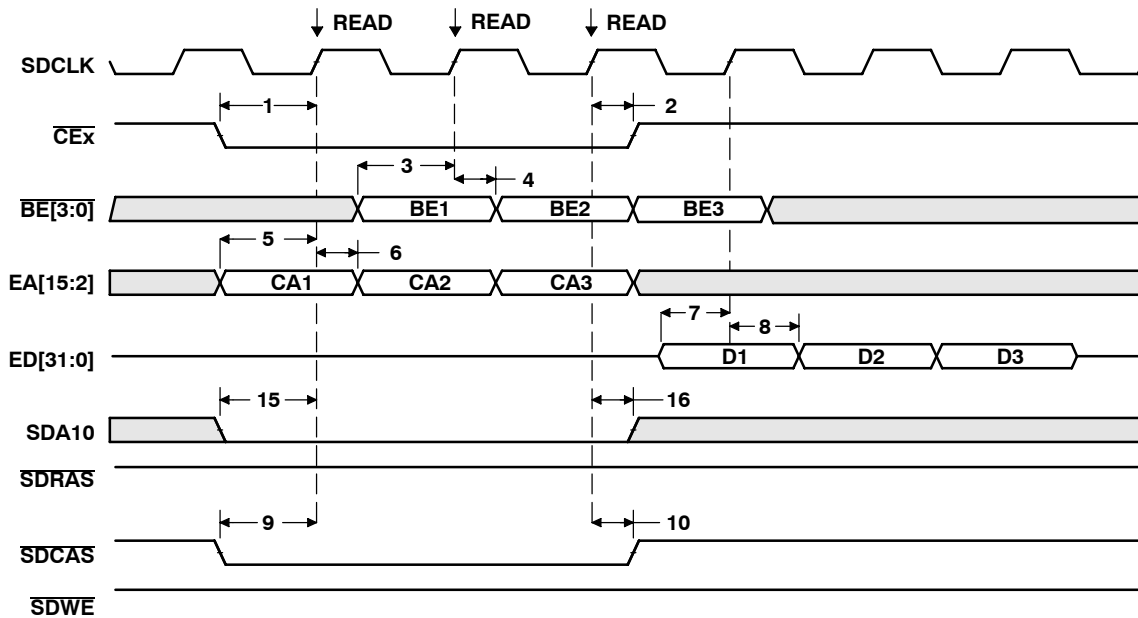 READ READ READ
SDCLK
1 2
CEx
3 4
BE[3:0] BE1 BE2 BE3
5 6
EA[15:2] CA1 CA2 CA3
7 8
ED[31:0] D1 D2 D3
15 16
SDA10
SDRAS
9 10
SDCAS
SDWE